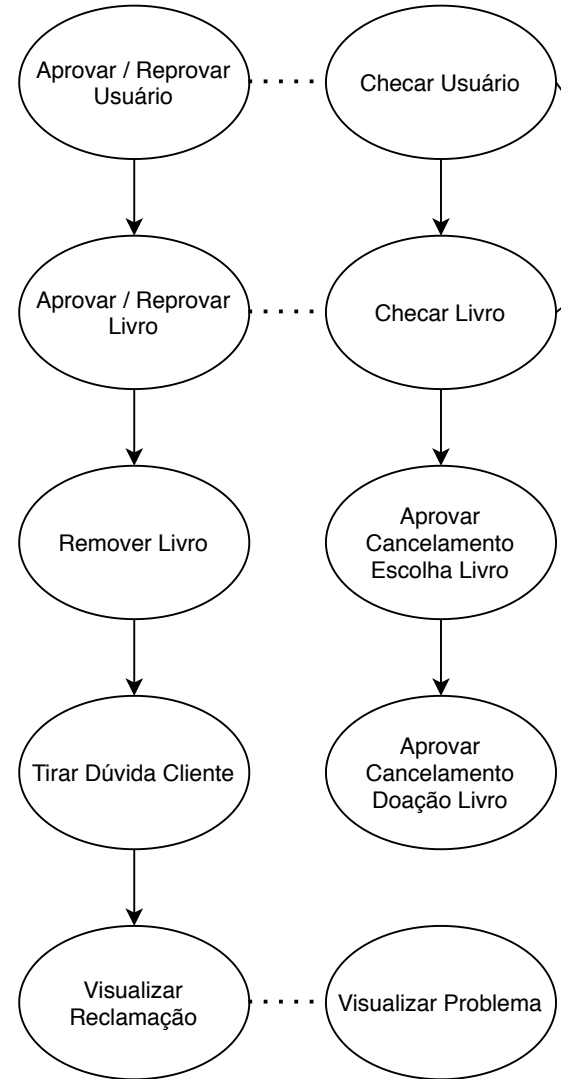 Aprovar / Reprovar
Usuário
Checar Usuário
Aprovar / Reprovar
Livro
Checar Livro
Remover Livro
Aprovar
Cancelamento
Escolha Livro
Tirar Dúvida Cliente
Aprovar
Cancelamento
Doação Livro
Visualizar
Reclamação
Visualizar Problema